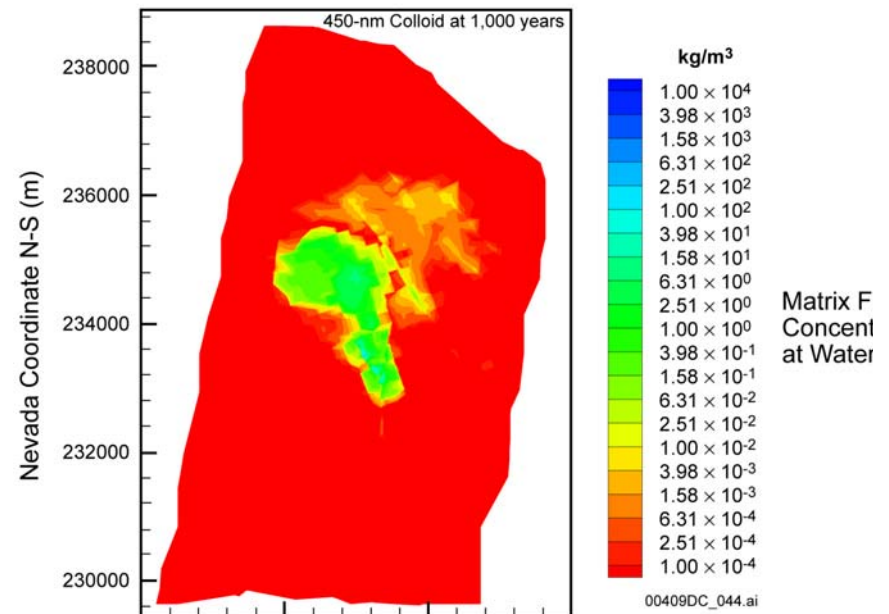 450-nm Colloid at 1,000 years
Nevada Coordinate N-S (m)
238000
236000
234000
232000
230000
kg/m³
1.00 × 10⁴
3.98 × 10³
1.58 × 10³
6.31 × 10²
2.51 × 10²
1.00 × 10²
3.98 × 10¹
1.58 × 10¹
6.31 × 10⁰
2.51 × 10⁰
1.00 × 10⁰
3.98 × 10⁻¹
1.58 × 10⁻¹
6.31 × 10⁻²
2.51 × 10⁻²
1.00 × 10⁻²
3.98 × 10⁻³
1.58 × 10⁻³
6.31 × 10⁻⁴
2.51 × 10⁻⁴
1.00 × 10⁻⁴
00409DC_044.ai
Matrix F
Concent
at Water